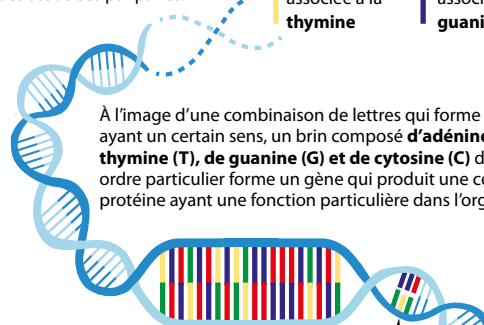 associée à la
thymine
À l'image d'une combinaison de lettres qui forme
ayant un certain sens, un brin composé d'adénine
thymine (T), de guanine (G) et de cytosine (C) d
ordre particulier forme un gène qui produit une ce
protéine ayant une fonction particulière dans l'org